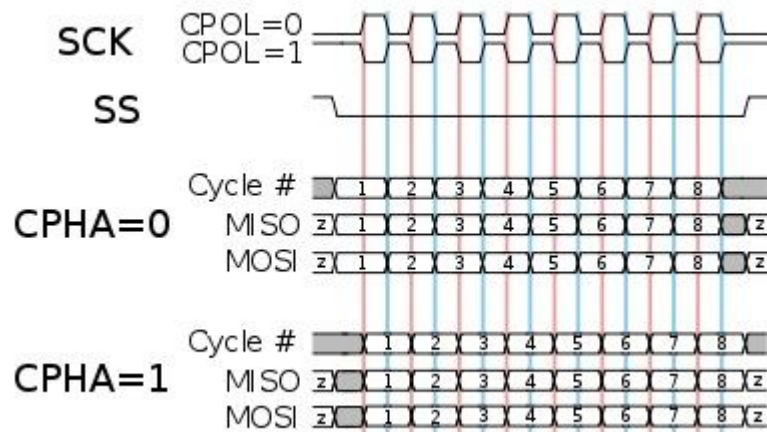 SCK CPOL=0
CPOL=1
SS
Cycle # 1 2 3 4 5 6 7 8
CPHA=0 MISO z 1 2 3 4 5 6 7 8 z
MOSI z 1 2 3 4 5 6 7 8 z
Cycle # 1 2 3 4 5 6 7 8
CPHA=1 MISO z 1 2 3 4 5 6 7 8 z
MOSI z 1 2 3 4 5 6 7 8 z